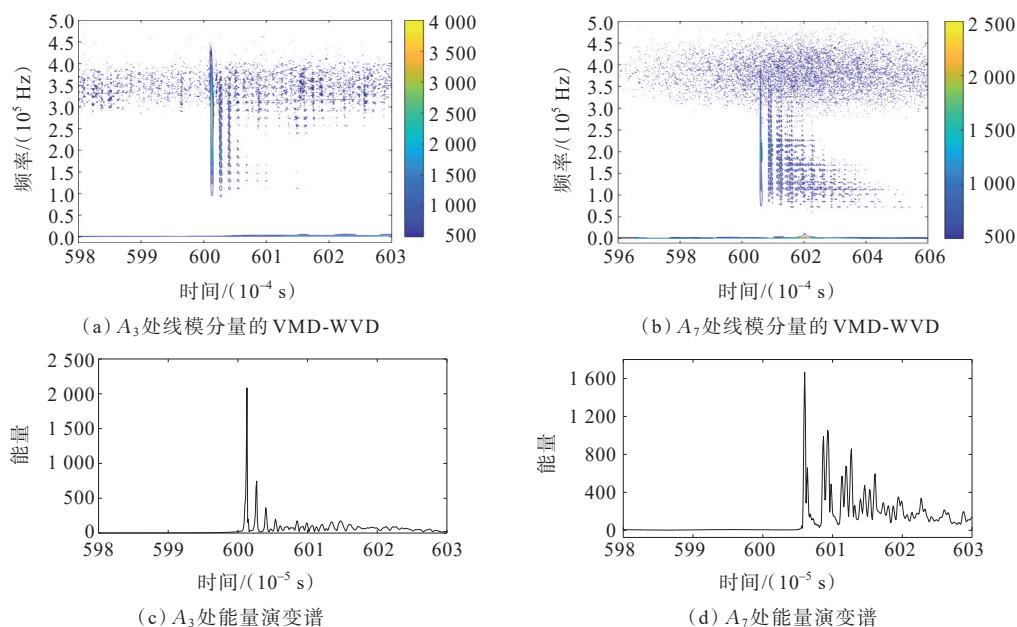 5.0
4.5
4.0
3.5
3.0
2.5
2.0
1.5
1.0
0.5
0.0
频率/(10⁵ Hz)
598 599 600 601 602 603
时间/(10⁻⁴ s)
4 000
3 500
3 000
2 500
2 000
1 500
1 000
500
(a) A₃处线模分量的VMD-WVD
5.0
4.5
4.0
3.5
3.0
2.5
2.0
1.5
1.0
0.5
0.0
频率/(10⁵ Hz)
596 598 600 602 604 606
时间/(10⁻⁴ s)
2 500
2 000
1 500
1 000
500
(b) A₇处线模分量的VMD-WVD
2 500
2 000
1 500
1 000
500
0
能量
598 599 600 601 602 603
时间/(10⁻⁵ s)
(c) A₃处能量演变谱
1 600
1 200
800
400
0
能量
598 599 600 601 602 603
时间/(10⁻⁵ s)
(d) A₇处能量演变谱